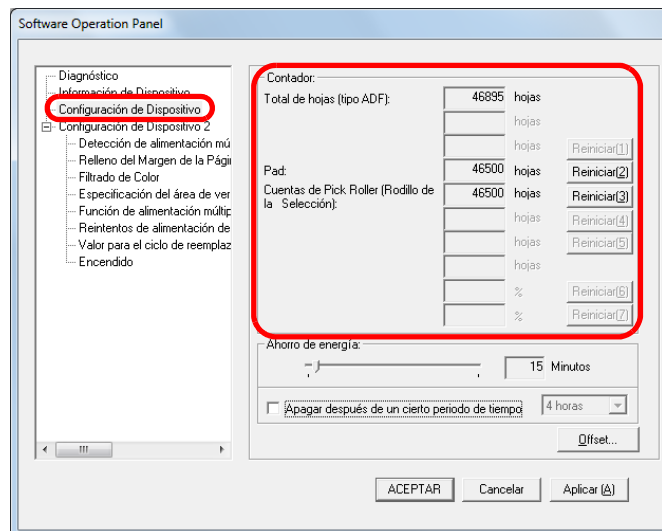 Software Operation Panel
Diagnóstico
Información de Dispositivo
Configuración de Dispositivo
Configuración de Dispositivo 2
Detección de alimentación mú
Relleno del Margen de la Pági
Filtrado de Color
Especificación del área de ver
Función de alimentación múltip
Reintentos de alimentación de
Valor para el ciclo de reemplaz
Encendido
Contador:
Total de hojas (tipo ADF): 46895 hojas
hojas
hojas Reiniciar(1)
Pad: 46500 hojas Reiniciar(2)
Cuentas de Pick Roller (Rodillo de la Selección): 46500 hojas Reiniciar(3)
hojas Reiniciar(4)
hojas Reiniciar(5)
hojas
% Reiniciar(6)
% Reiniciar(7)
Ahorro de energía:
15 Minutos
Apagar después de un cierto periodo de tiempo 4 horas
Offset...
ACEPTAR Cancelar Aplicar (A)